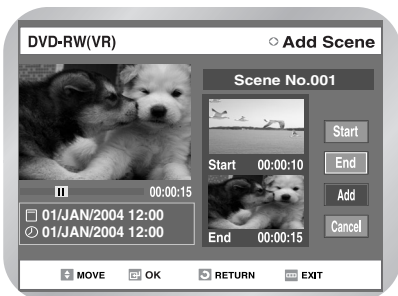 DVD-RW(VR)
Add Scene
Scene No.001
Start 00:00:10
End 00:00:15
Start
End
Add
Cancel
00:00:15
01/JAN/2004 12:00
01/JAN/2004 12:00
MOVE OK RETURN EXIT